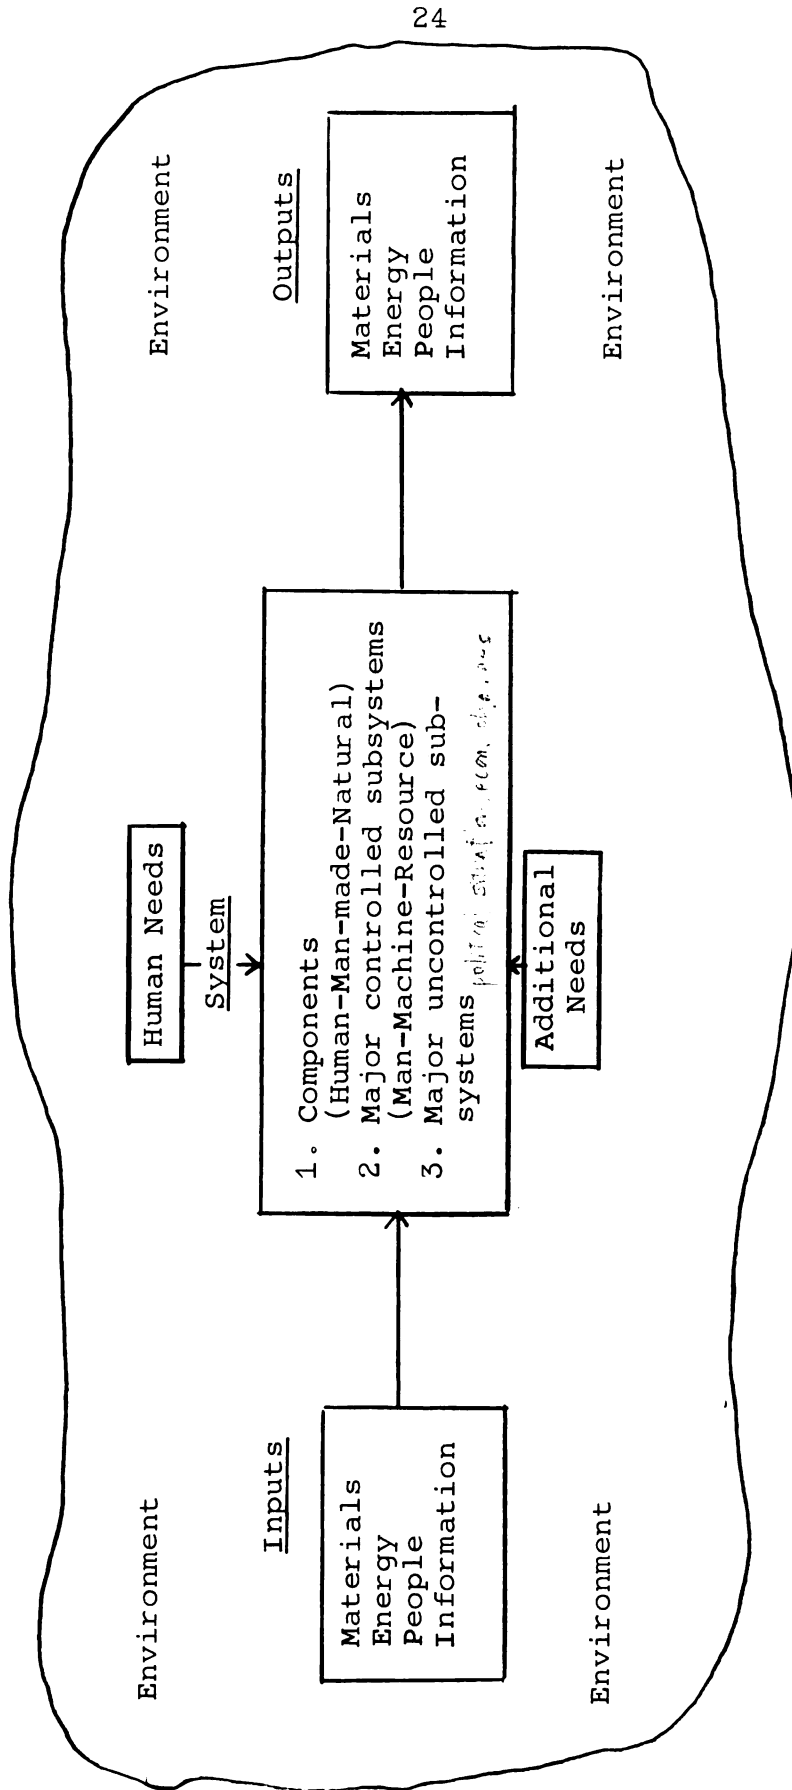 24
Environment
Environment
Human Needs
System
Inputs
Outputs
Materials
Energy
People
Information
1. Components
(Human-Man-made-Natural)
2. Major controlled subsystems
(Man-Machine-Resource)
3. Major uncontrolled sub-
systems political
Materials
Energy
People
Information
Additional
Needs
Environment
Environment